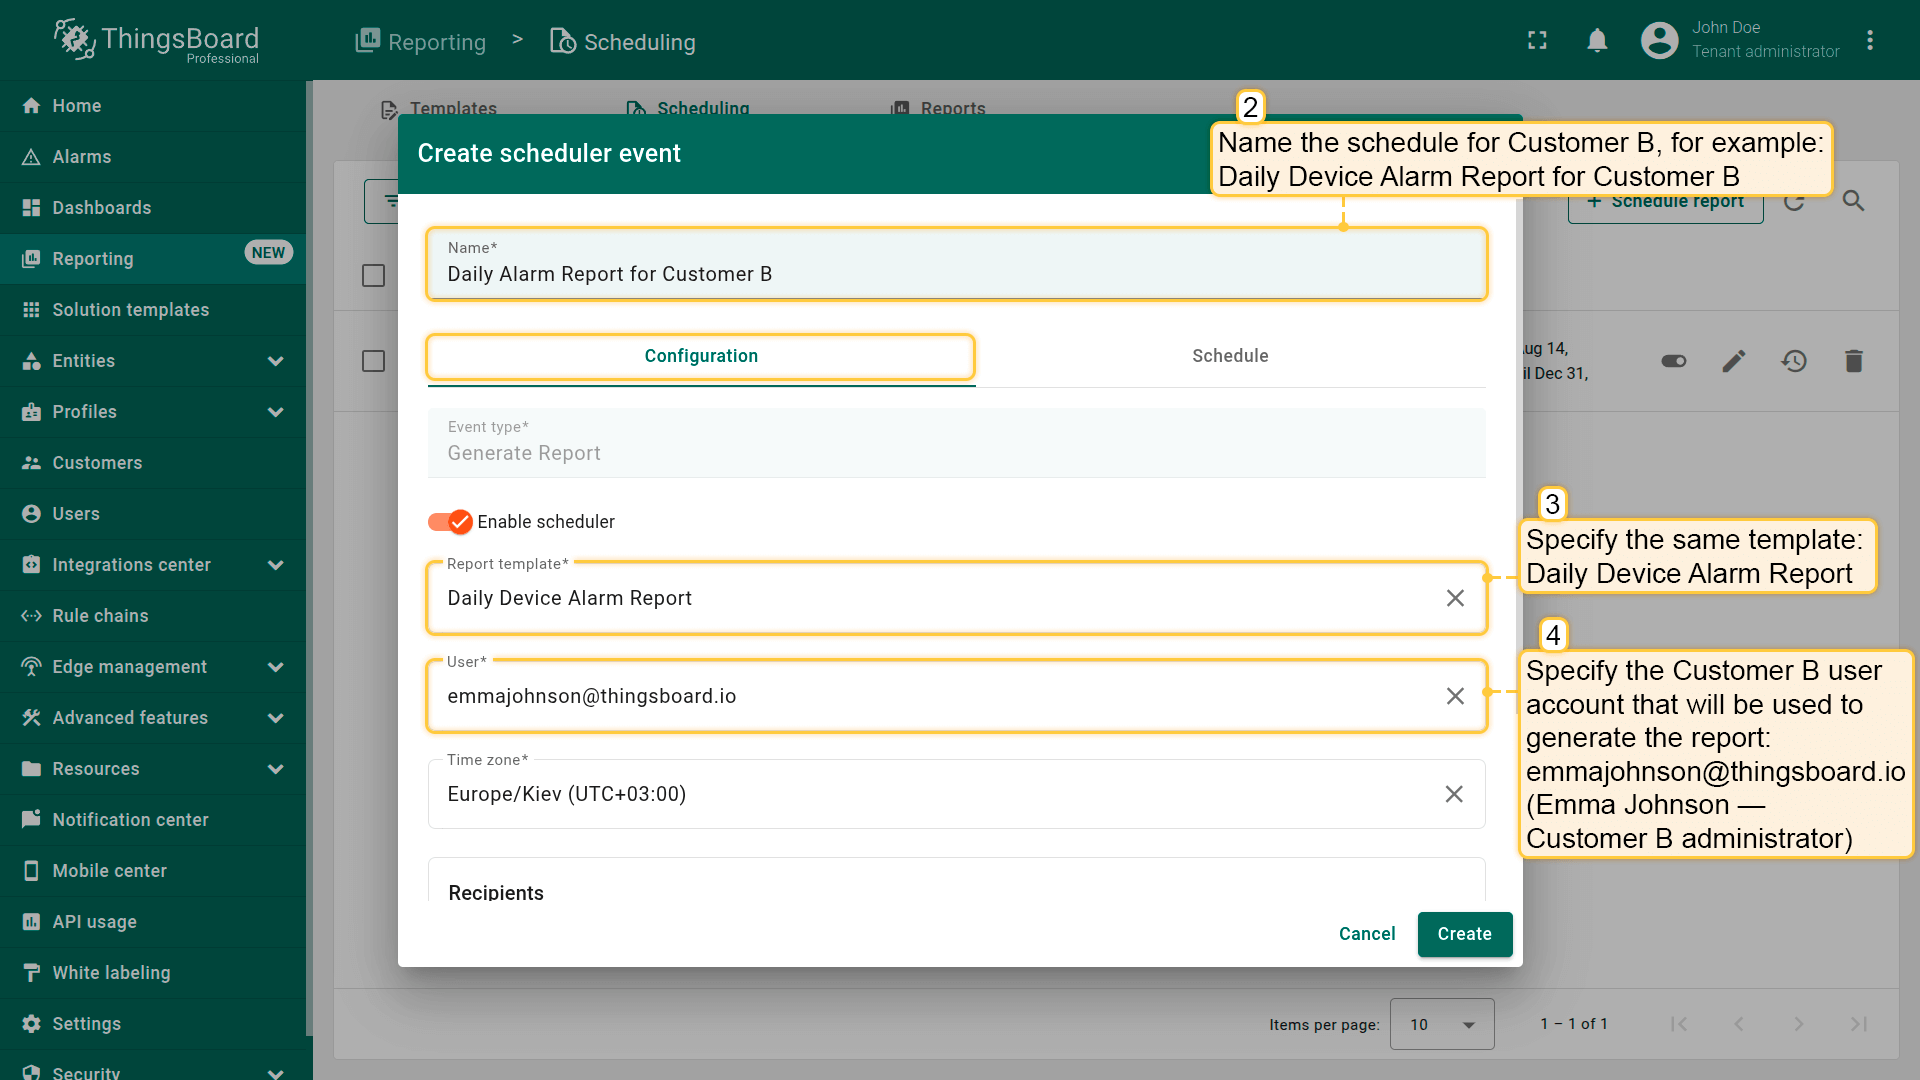 ThingsBoard
Professional
Reporting > Scheduling
John Doe
Tenant administrator
Home
Alarms
Dashboards
Reporting NEW
Solution templates
Entities
Profiles
Customers
Users
Integrations center
Rule chains
Edge management
Advanced features
Resources
Notification center
Mobile center
API usage
White labeling
Settings
Security
Templates
Scheduling
Reports
+ Schedule report
Aug 14,
il Dec 31,
Create scheduler event
2
Name the schedule for Customer B, for example:
Daily Device Alarm Report for Customer B
Name*
Daily Alarm Report for Customer B
Configuration
Schedule
Event type*
Generate Report
Enable scheduler
Report template*
Daily Device Alarm Report
3
Specify the same template:
Daily Device Alarm Report
User*
emmajohnson@thingsboard.io
4
Specify the Customer B user
account that will be used to
generate the report:
emmajohnson@thingsboard.io
(Emma Johnson —
Customer B administrator)
Time zone*
Europe/Kiev (UTC+03:00)
Recipients
Cancel
Create
Items per page: 10
1 – 1 of 1